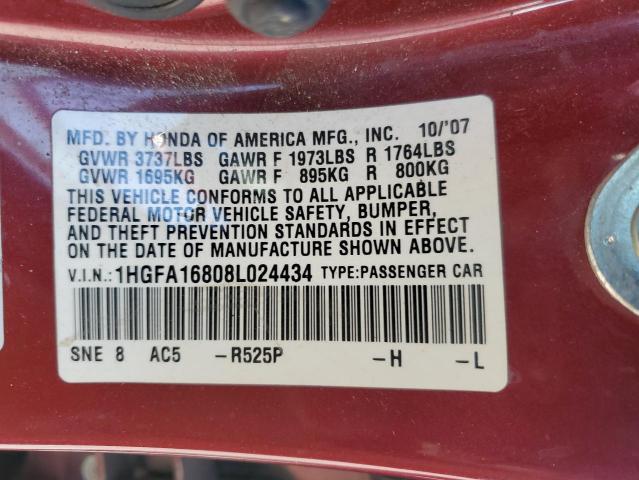 MFD. BY HONDA OF AMERICA MFG., INC. 10/'07
GVWR 3737LBS GAWR F 1973LBS R 1764LBS
GVWR 1695KG GAWR F 895KG R 800KG
THIS VEHICLE CONFORMS TO ALL APPLICABLE
FEDERAL MOTOR VEHICLE SAFETY, BUMPER,
AND THEFT PREVENTION STANDARDS IN EFFECT
ON THE DATE OF MANUFACTURE SHOWN ABOVE.
V.I.N.: 1HGFA16808L024434 TYPE:PASSENGER CAR
SNE 8 AC5 -R525P -H -L